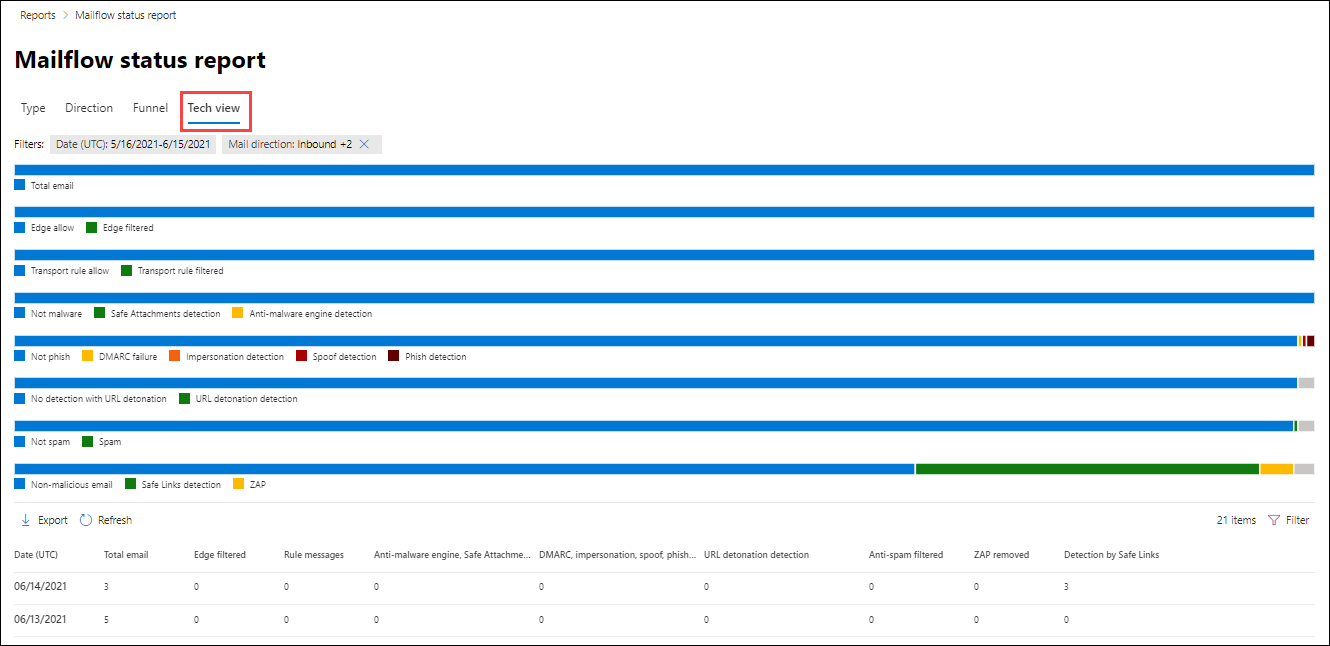 Reports > Mailflow status report
Mailflow status report
Type Direction Funnel Tech view
Filters: Date (UTC): 5/16/2021-6/15/2021 Mail direction: Inbound +2
Total email
Edge allow Edge filtered
Transport rule allow Transport rule filtered
Not malware Safe Attachments detection Anti-malware engine detection
Not phish DMARC failure Impersonation detection Spoof detection Phish detection
No detection with URL detonation URL detonation detection
Not spam Spam
Non-malicious email Safe Links detection ZAP
Export Refresh 21 items Filter
Date (UTC) Total email Edge filtered Rule messages Anti-malware engine, Safe Attachme... DMARC, impersonation, spoof, phish... URL detonation detection Anti-spam filtered ZAP removed Detection by Safe Links
06/14/2021 3 0 0 0 0 0 0 0 3
06/13/2021 5 0 0 0 0 0 0 0 0